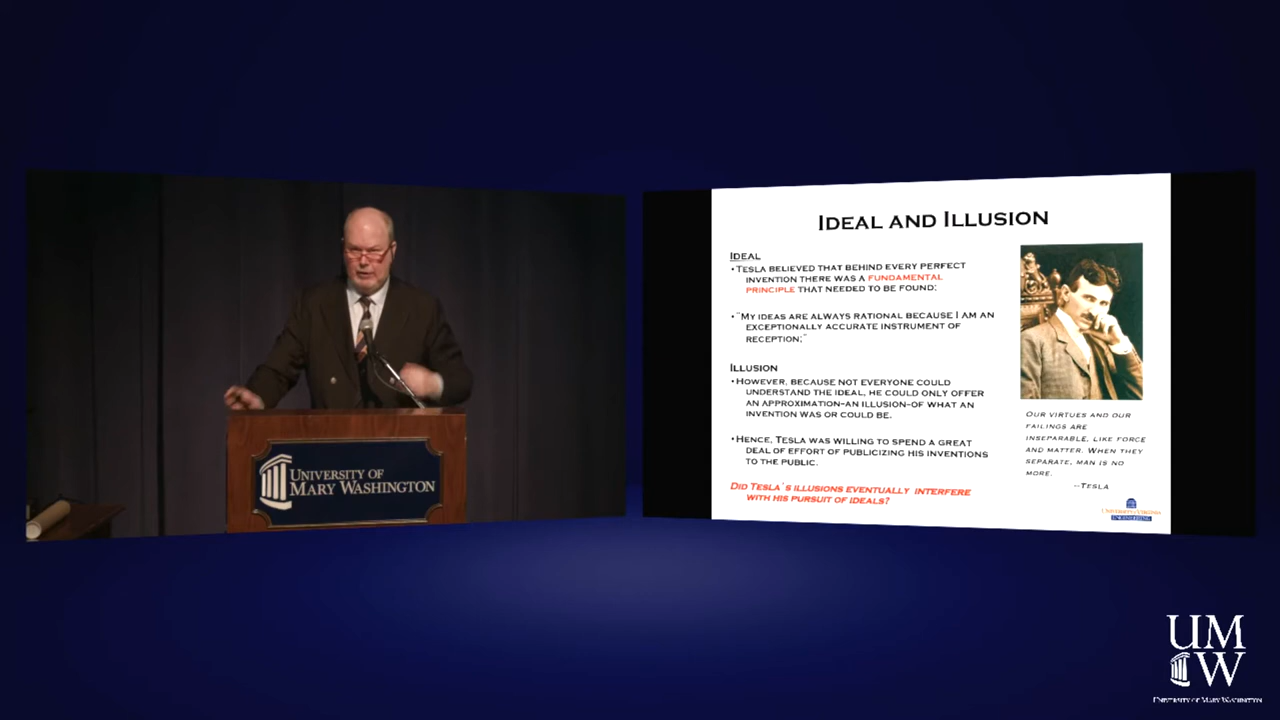 UNIVERSITY OF
MARY WASHINGTON
IDEAL AND ILLUSION
IDEAL
•TESLA BELIEVED THAT BEHIND EVERY PERFECT
INVENTION THERE WAS A FUNDAMENTAL
PRINCIPLE THAT NEEDED TO BE FOUND;
•"MY IDEAS ARE ALWAYS RATIONAL BECAUSE I AM AN
EXCEPTIONALLY ACCURATE INSTRUMENT OF
RECEPTION;"
ILLUSION
•HOWEVER, BECAUSE NOT EVERYONE COULD
UNDERSTAND THE IDEAL, HE COULD ONLY OFFER
AN APPROXIMATION–AN ILLUSION–OF WHAT AN
INVENTION WAS OR COULD BE.
•HENCE, TESLA WAS WILLING TO SPEND A GREAT
DEAL OF EFFORT OF PUBLICIZING HIS INVENTIONS
TO THE PUBLIC.
DID TESLA'S ILLUSIONS EVENTUALLY INTERFERE
WITH HIS PURSUIT OF IDEALS?
OUR VIRTUES AND OUR
FAILINGS ARE
INSEPARABLE, LIKE FORCE
AND MATTER. WHEN THEY
SEPARATE, MAN IS NO
MORE.
--TESLA
UNIVERSITY of VIRGINIA
ENGINEERING
UM
W
UNIVERSITY OF MARY WASHINGTON